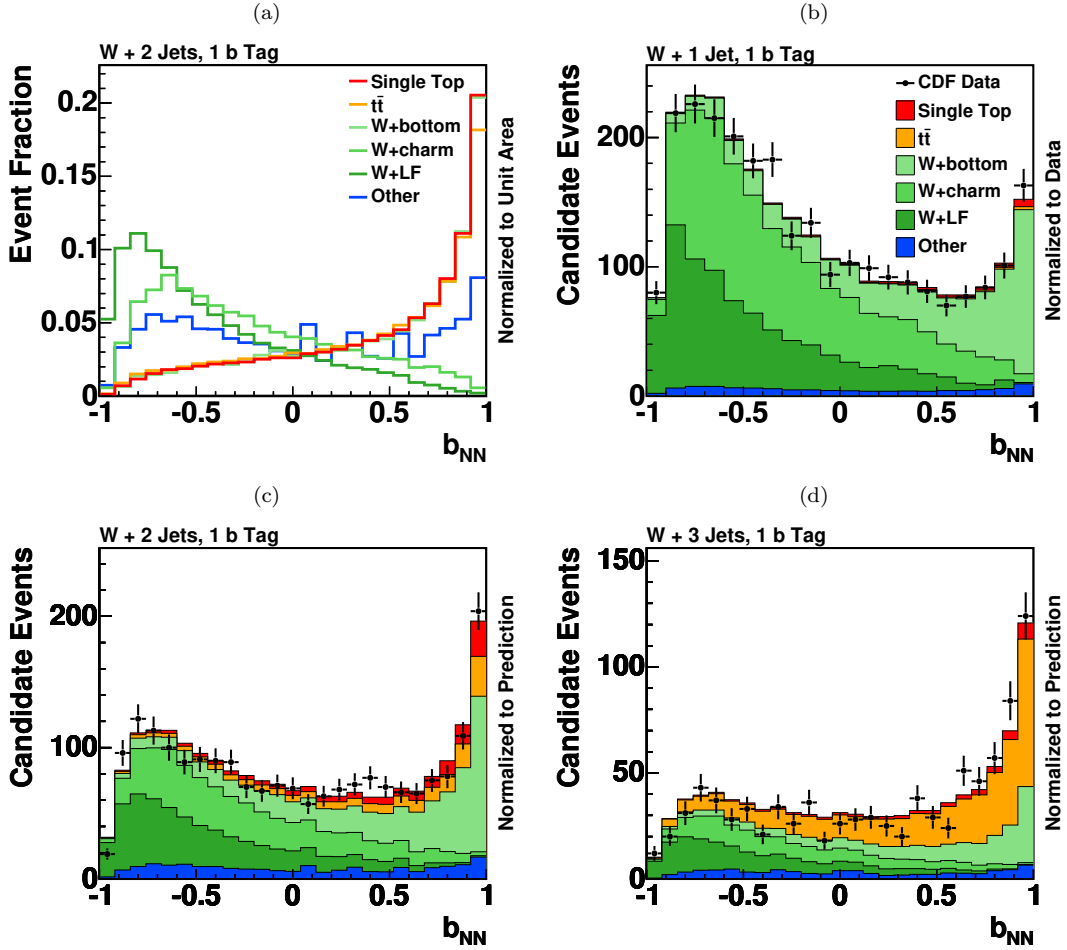 (a)
W + 2 Jets, 1 b Tag
Event Fraction
0.2
0.15
0.1
0.05
0
-1
-0.5
0
0.5
1
b_NN
Single Top
tt̄
W+bottom
W+charm
W+LF
Other
Normalized to Unit Area
(b)
W + 1 Jet, 1 b Tag
Candidate Events
200
100
0
-1
-0.5
0
0.5
1
b_NN
CDF Data
Single Top
tt̄
W+bottom
W+charm
W+LF
Other
Normalized to Data
(c)
W + 2 Jets, 1 b Tag
Candidate Events
200
100
0
-1
-0.5
0
0.5
1
b_NN
Normalized to Prediction
(d)
W + 3 Jets, 1 b Tag
Candidate Events
150
100
50
0
-1
-0.5
0
0.5
1
b_NN
Normalized to Prediction